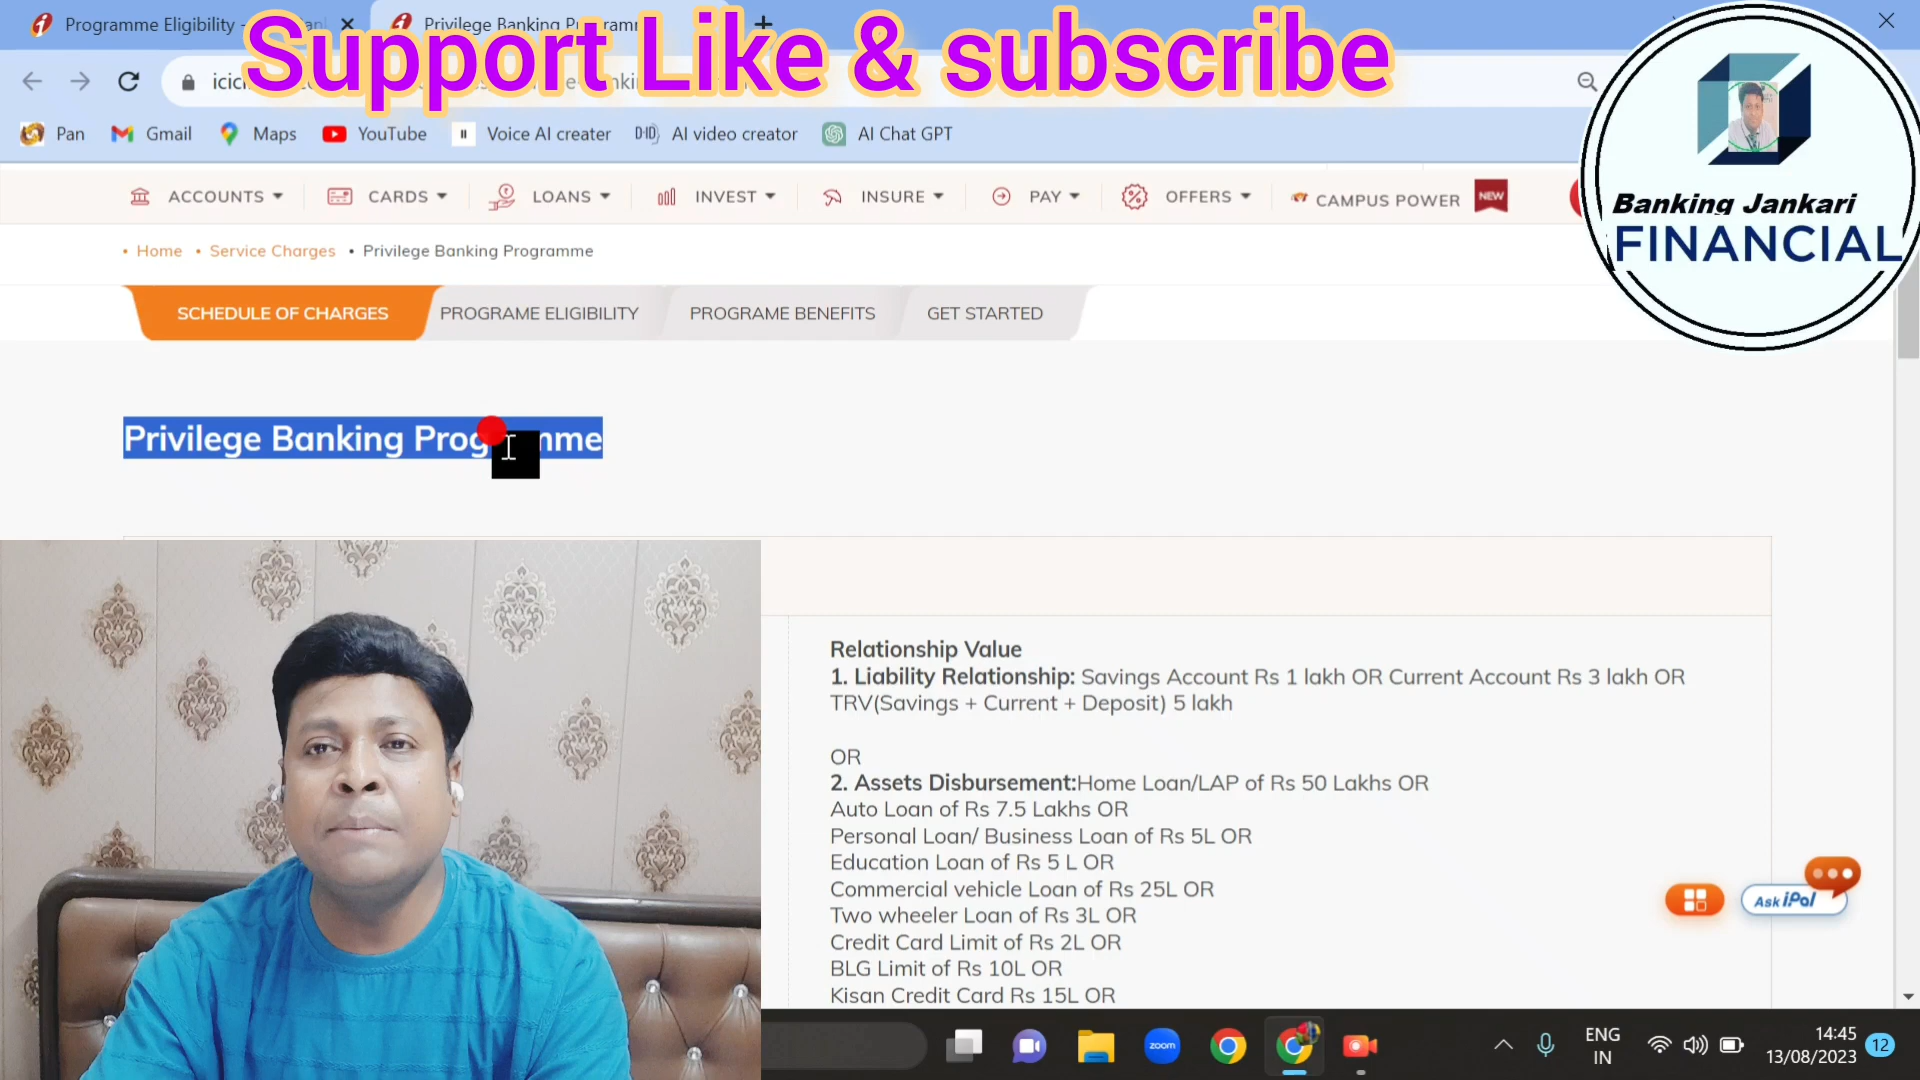 Programme Eligibility
Privilege Banking Programm
Support Like & subscribe
Pan
Gmail
Maps
YouTube
Voice AI creater
D-ID
AI video creator
AI Chat GPT
ACCOUNTS
CARDS
LOANS
INVEST
INSURE
PAY
OFFERS
CAMPUS POWER
NEW
Banking Jankari
FINANCIAL
• Home • Service Charges • Privilege Banking Programme
SCHEDULE OF CHARGES
PROGRAME ELIGIBILITY
PROGRAME BENEFITS
GET STARTED
Privilege Banking Prog mme
Relationship Value
1. Liability Relationship: Savings Account Rs 1 lakh OR Current Account Rs 3 lakh OR
TRV(Savings + Current + Deposit) 5 lakh
OR
2. Assets Disbursement:Home Loan/LAP of Rs 50 Lakhs OR
Auto Loan of Rs 7.5 Lakhs OR
Personal Loan/ Business Loan of Rs 5L OR
Education Loan of Rs 5 L OR
Commercial vehicle Loan of Rs 25L OR
Two wheeler Loan of Rs 3L OR
Credit Card Limit of Rs 2L OR
BLG Limit of Rs 10L OR
Kisan Credit Card Rs 15L OR
Ask iPal
zoom
ENG
IN
14:45
13/08/2023
12